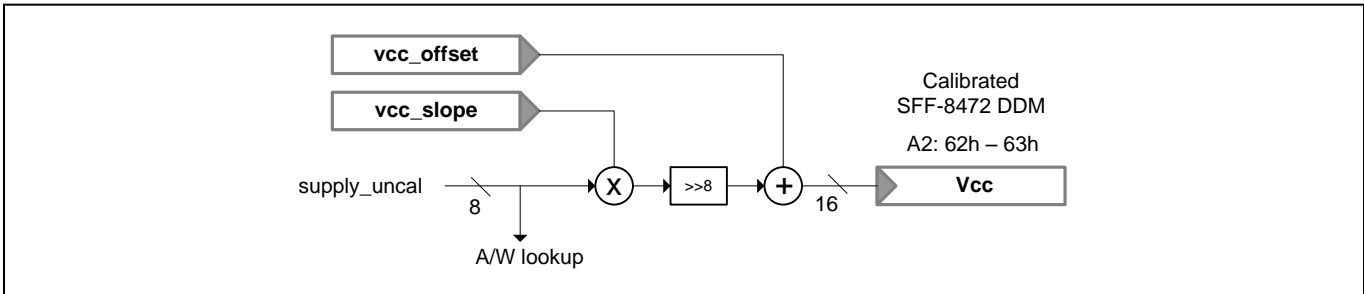 vcc_offset
vcc_slope
Calibrated
SFF-8472 DDM
A2: 62h – 63h
supply_uncal
8
X
>>8
+
16
Vcc
A/W lookup